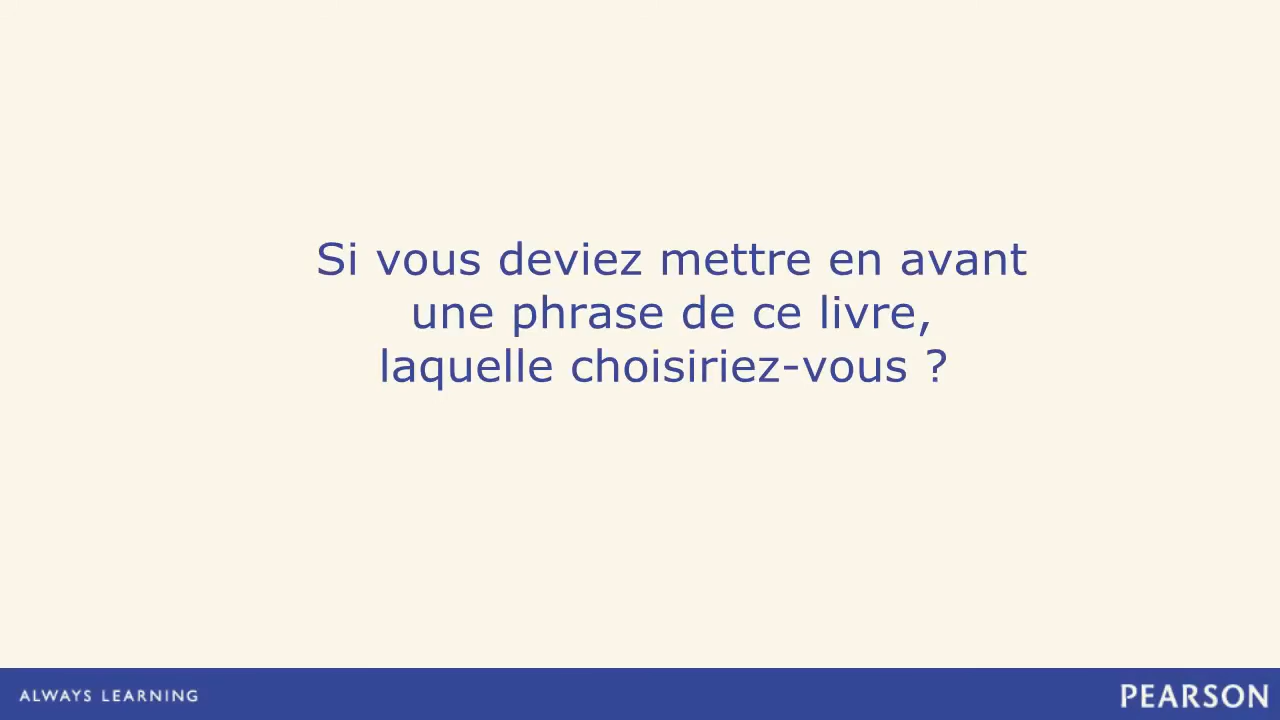 Si vous deviez mettre en avant
une phrase de ce livre,
laquelle choisiriez-vous ?
ALWAYS LEARNING
PEARSON